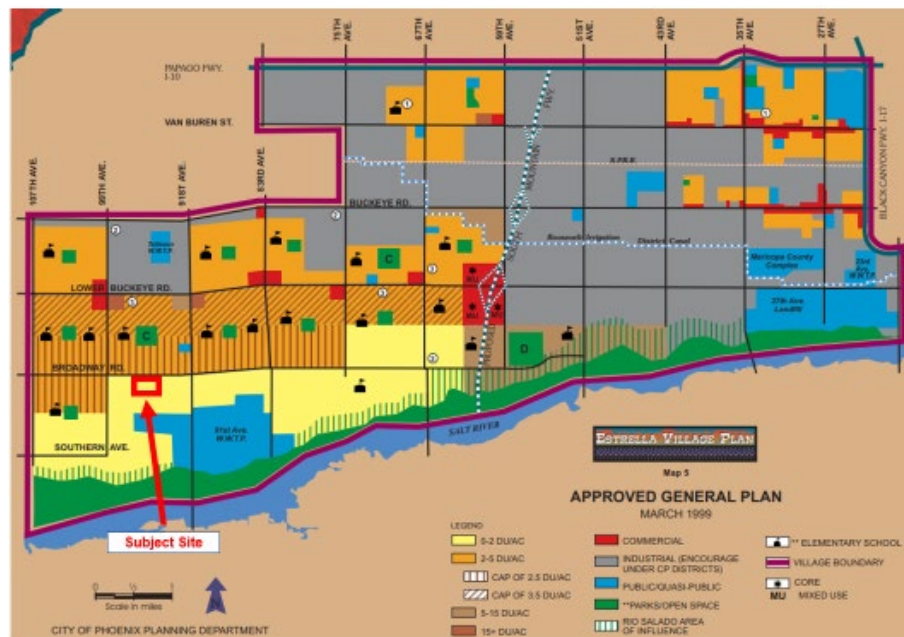 75TH AVE.
67TH AVE.
59TH AVE.
51ST AVE.
43RD AVE.
35TH AVE.
27TH AVE.
PAPAGO FWY.
I-10
VAN BUREN ST.
FWY.
MOUNTAIN
SOUTH
S.P.R.R.
BLACK CANYON FWY. I-17
107TH AVE.
99TH AVE.
91ST AVE.
83RD AVE.
BUCKEYE RD.
Roosevelt Irrigation District Canal
Tolleson
W.W.T.P.
C
Maricopa County
Complex
23rd
Ave.
W.W.T.P.
MU
LOWER BUCKEYE RD.
27th Ave.
Landfill
MU
MU
C
D
BROADWAY RD.
91st Ave.
W.W.T.P.
SOUTHERN AVE.
SALT RIVER
ESTRELLA VILLAGE PLAN
Map 5
APPROVED GENERAL PLAN
MARCH 1999
Subject Site
LEGEND
0-2 DU/AC
2-5 DU/AC
CAP OF 2.5 DU/AC
CAP OF 3.5 DU/AC
5-15 DU/AC
15+ DU/AC
COMMERCIAL
INDUSTRIAL (ENCOURAGE
UNDER CP DISTRICTS)
PUBLIC/QUASI-PUBLIC
**PARKS/OPEN SPACE
RIO SALADO AREA
OF INFLUENCE
** ELEMENTARY SCHOOL
VILLAGE BOUNDARY
CORE
MU MIXED USE
Scale in miles
CITY OF PHOENIX PLANNING DEPARTMENT